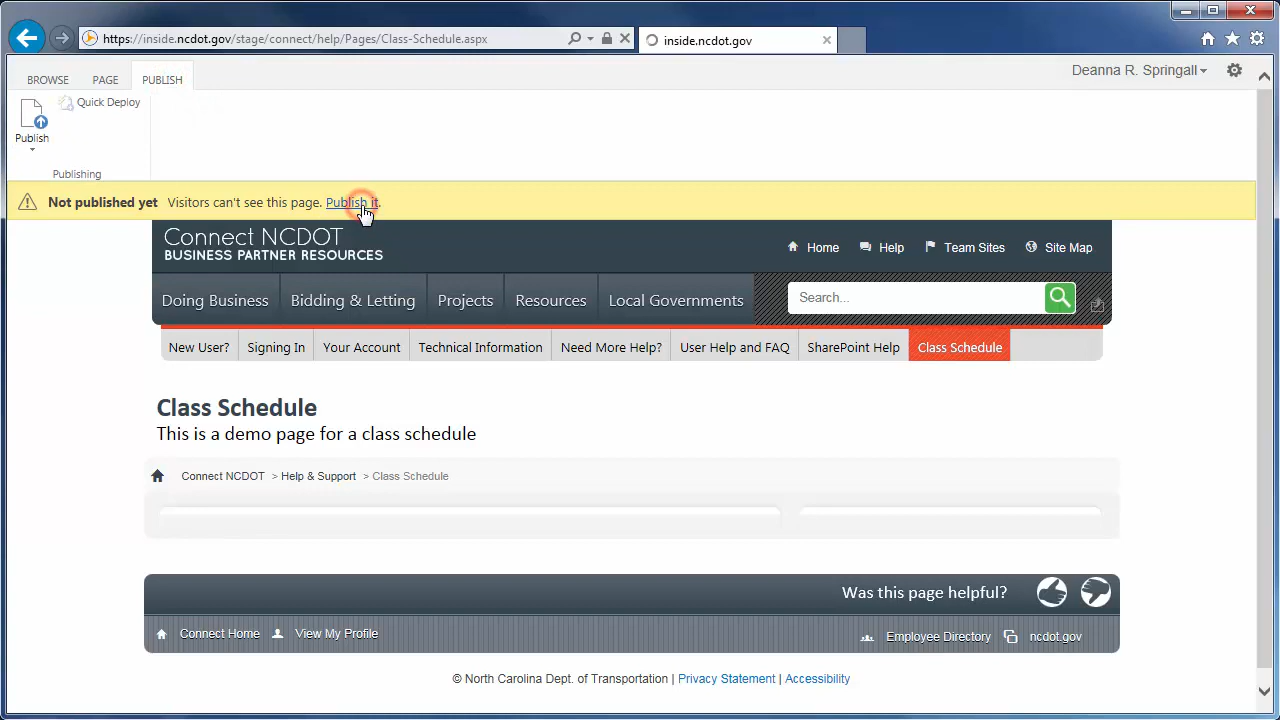 https://inside.ncdot.gov/stage/connect/help/Pages/Class-Schedule.aspx
inside.ncdot.gov
BROWSE PAGE PUBLISH
Deanna R. Springall
Publish
Quick Deploy
Publishing
Not published yet Visitors can't see this page. Publish it.
Connect NCDOT
BUSINESS PARTNER RESOURCES
Home Help Team Sites Site Map
Doing Business Bidding & Letting Projects Resources Local Governments
Search...
New User? Signing In Your Account Technical Information Need More Help? User Help and FAQ SharePoint Help Class Schedule
Class Schedule
This is a demo page for a class schedule
Connect NCDOT > Help & Support > Class Schedule
Was this page helpful?
Connect Home View My Profile
Employee Directory ncdot.gov
© North Carolina Dept. of Transportation | Privacy Statement | Accessibility